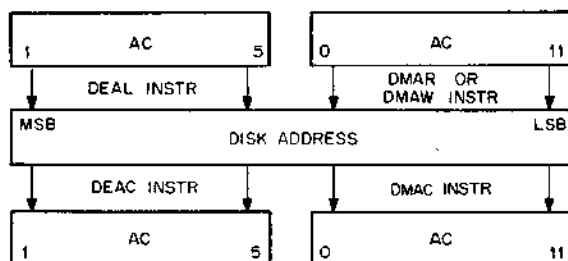 AC AC
1 5 0 11
DEAL INSTR DMAR OR
DMAW INSTR
MSB LSB
DISK ADDRESS
DEAC INSTR DMAC INSTR
AC AC
1 5 0 11